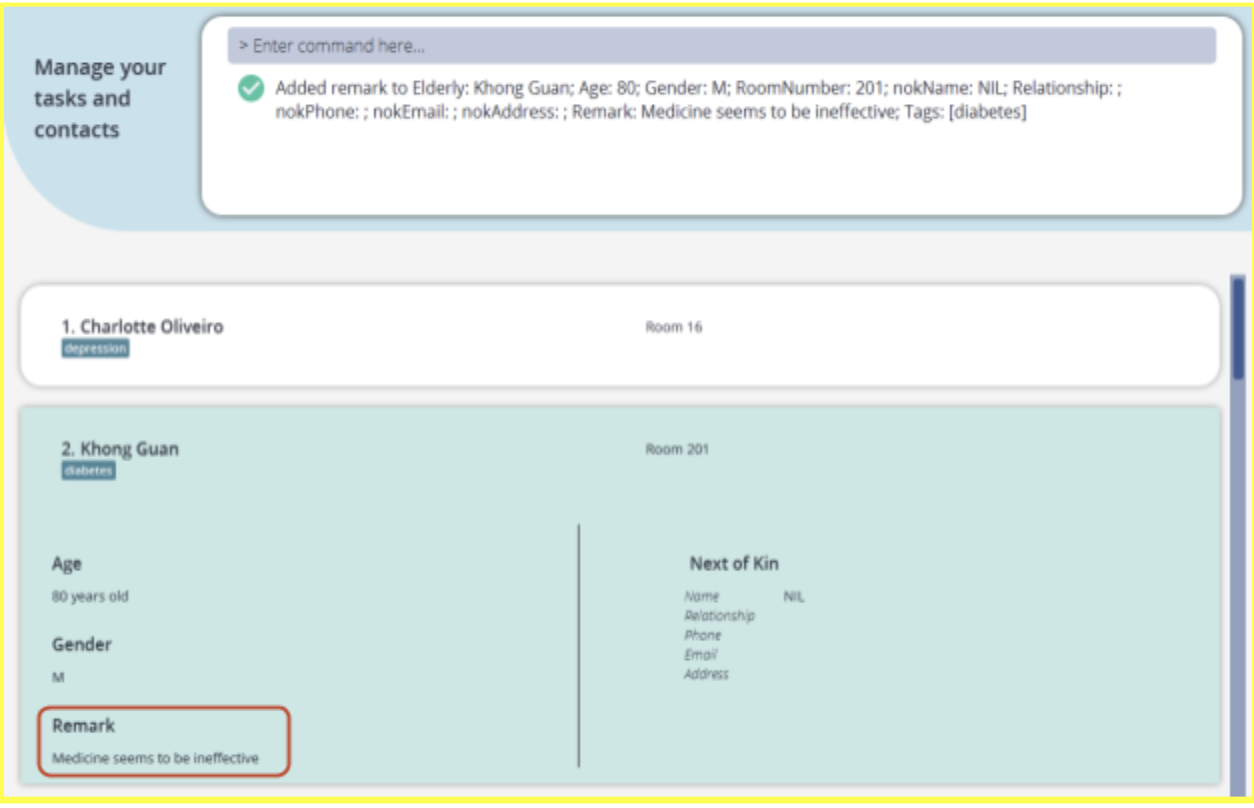 Manage your
tasks and
contacts
> Enter command here...
Added remark to Elderly: Khong Guan; Age: 80; Gender: M; RoomNumber: 201; nokName: NIL; Relationship: ;
nokPhone: ; nokEmail: ; nokAddress: ; Remark: Medicine seems to be ineffective; Tags: [diabetes]
1. Charlotte Oliveiro
Room 16
depression
2. Khong Guan
Room 201
diabetes
Age
80 years old
Gender
M
Remark
Medicine seems to be ineffective
Next of Kin
Name NIL
Relationship
Phone
Email
Address